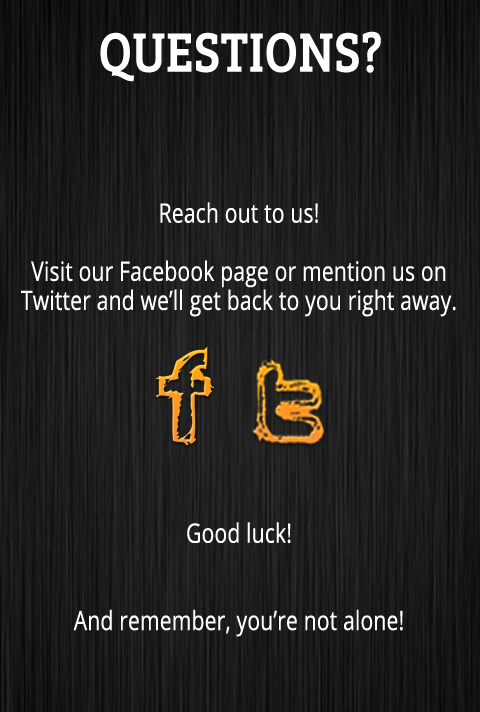 QUESTIONS?
Reach out to us!
Visit our Facebook page or mention us on
Twitter and we’ll get back to you right away.
f t
Good luck!
And remember, you’re not alone!